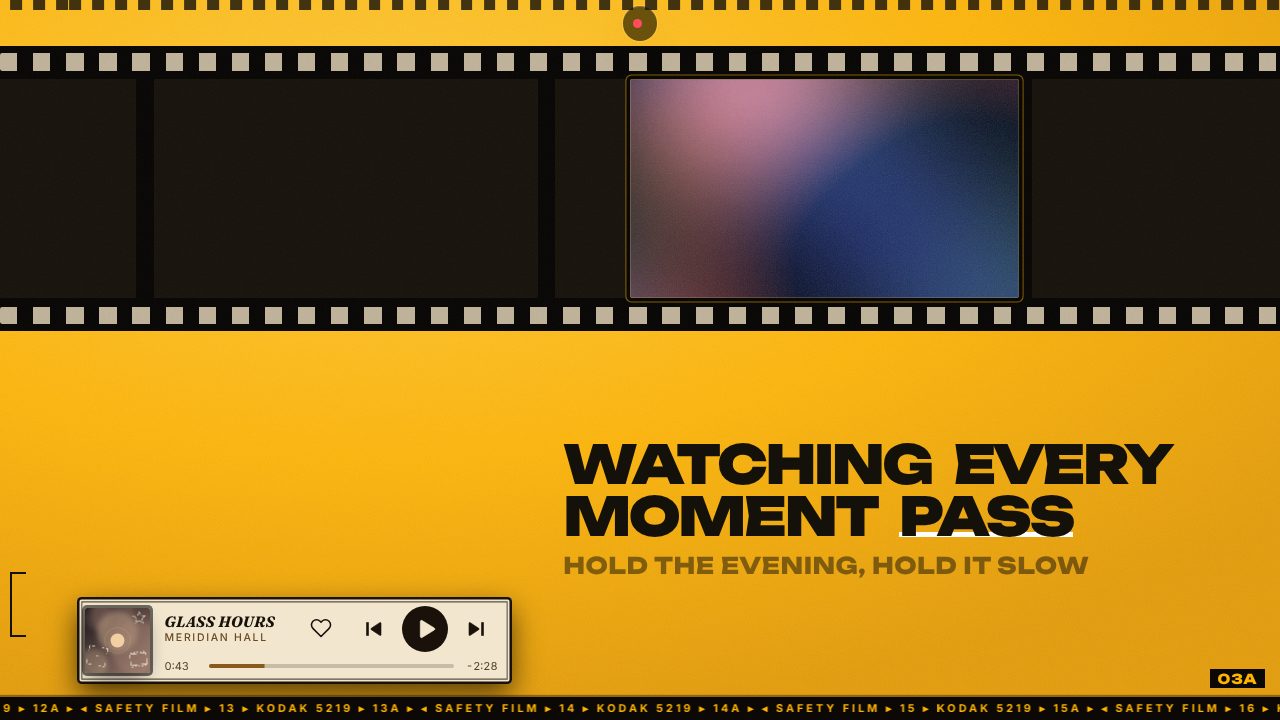 WATCHING EVERY
MOMENT PASS
HOLD THE EVENING, HOLD IT SLOW
GLASS HOURS
MERIDIAN HALL
0:43
-2:28
03A
9 ▸ 12A ▸ ◂ SAFETY FILM ▸ 13 ▸ KODAK 5219 ▸ 13A ▸ ◂ SAFETY FILM ▸ 14 ▸ KODAK 5219 ▸ 14A ▸ ◂ SAFETY FILM ▸ 15 ▸ KODAK 5219 ▸ 15A ▸ ◂ SAFETY FILM ▸ 16 ▸